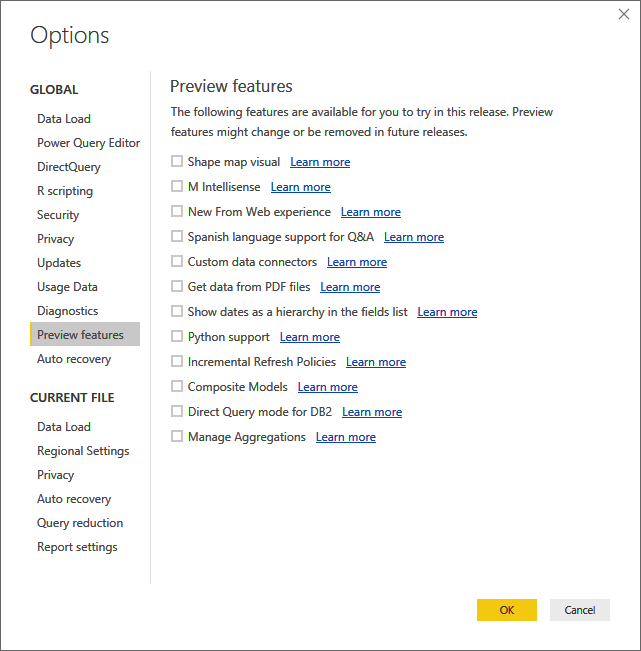 Options
GLOBAL
Data Load
Power Query Editor
DirectQuery
R scripting
Security
Privacy
Updates
Usage Data
Diagnostics
Preview features
Auto recovery
CURRENT FILE
Data Load
Regional Settings
Privacy
Auto recovery
Query reduction
Report settings
Preview features
The following features are available for you to try in this release. Preview
features might change or be removed in future releases.
Shape map visual Learn more
M Intellisense Learn more
New From Web experience Learn more
Spanish language support for Q&A Learn more
Custom data connectors Learn more
Get data from PDF files Learn more
Show dates as a hierarchy in the fields list Learn more
Python support Learn more
Incremental Refresh Policies Learn more
Composite Models Learn more
Direct Query mode for DB2 Learn more
Manage Aggregations Learn more
OK Cancel